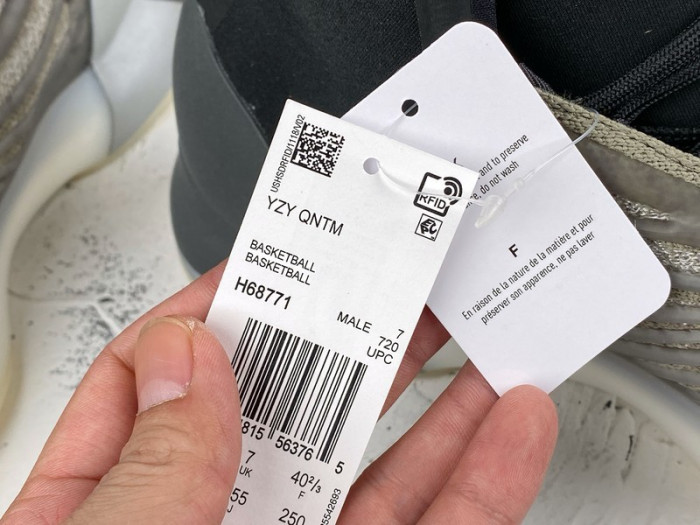 USHSDRFID/1118/V02
RFID
YZY QNTM
BASKETBALL
BASKETBALL
H68771
MALE 7
720
UPC
815 56376 5
7
UK
40²/₃
F
55
250
J
5542693
and to preserve
do not wash
F
En raison de la nature de la matière et pour
préserver son apparence, ne pas laver